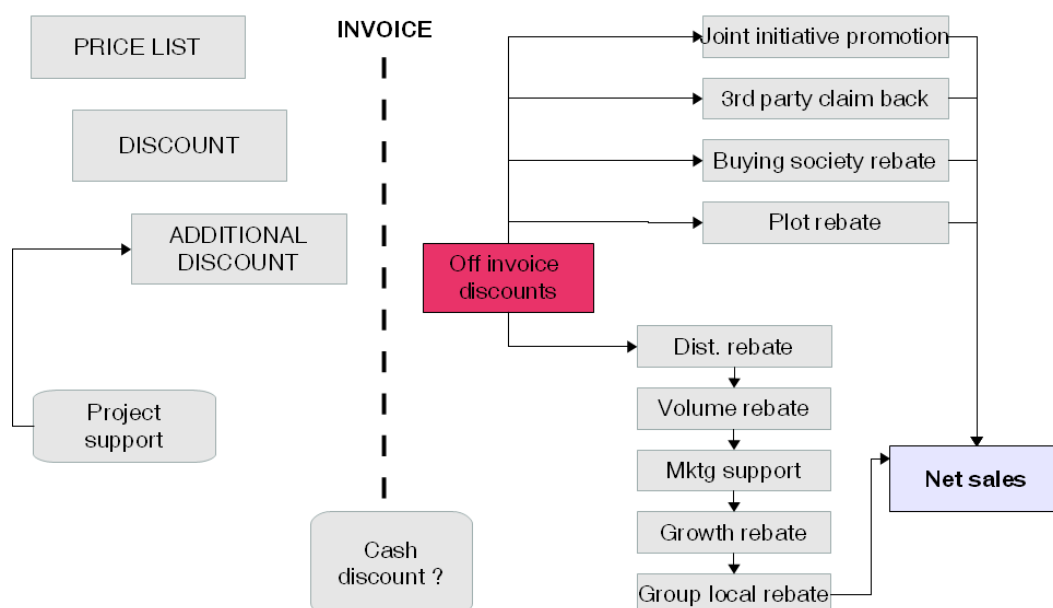 PRICE LIST
INVOICE
Joint initiative promotion
3rd party claim back
DISCOUNT
Buying society rebate
Plot rebate
ADDITIONAL
DISCOUNT
Off invoice
discounts
Dist. rebate
Volume rebate
Project
support
Mktg support
Net sales
Growth rebate
Cash
discount ?
Group local rebate